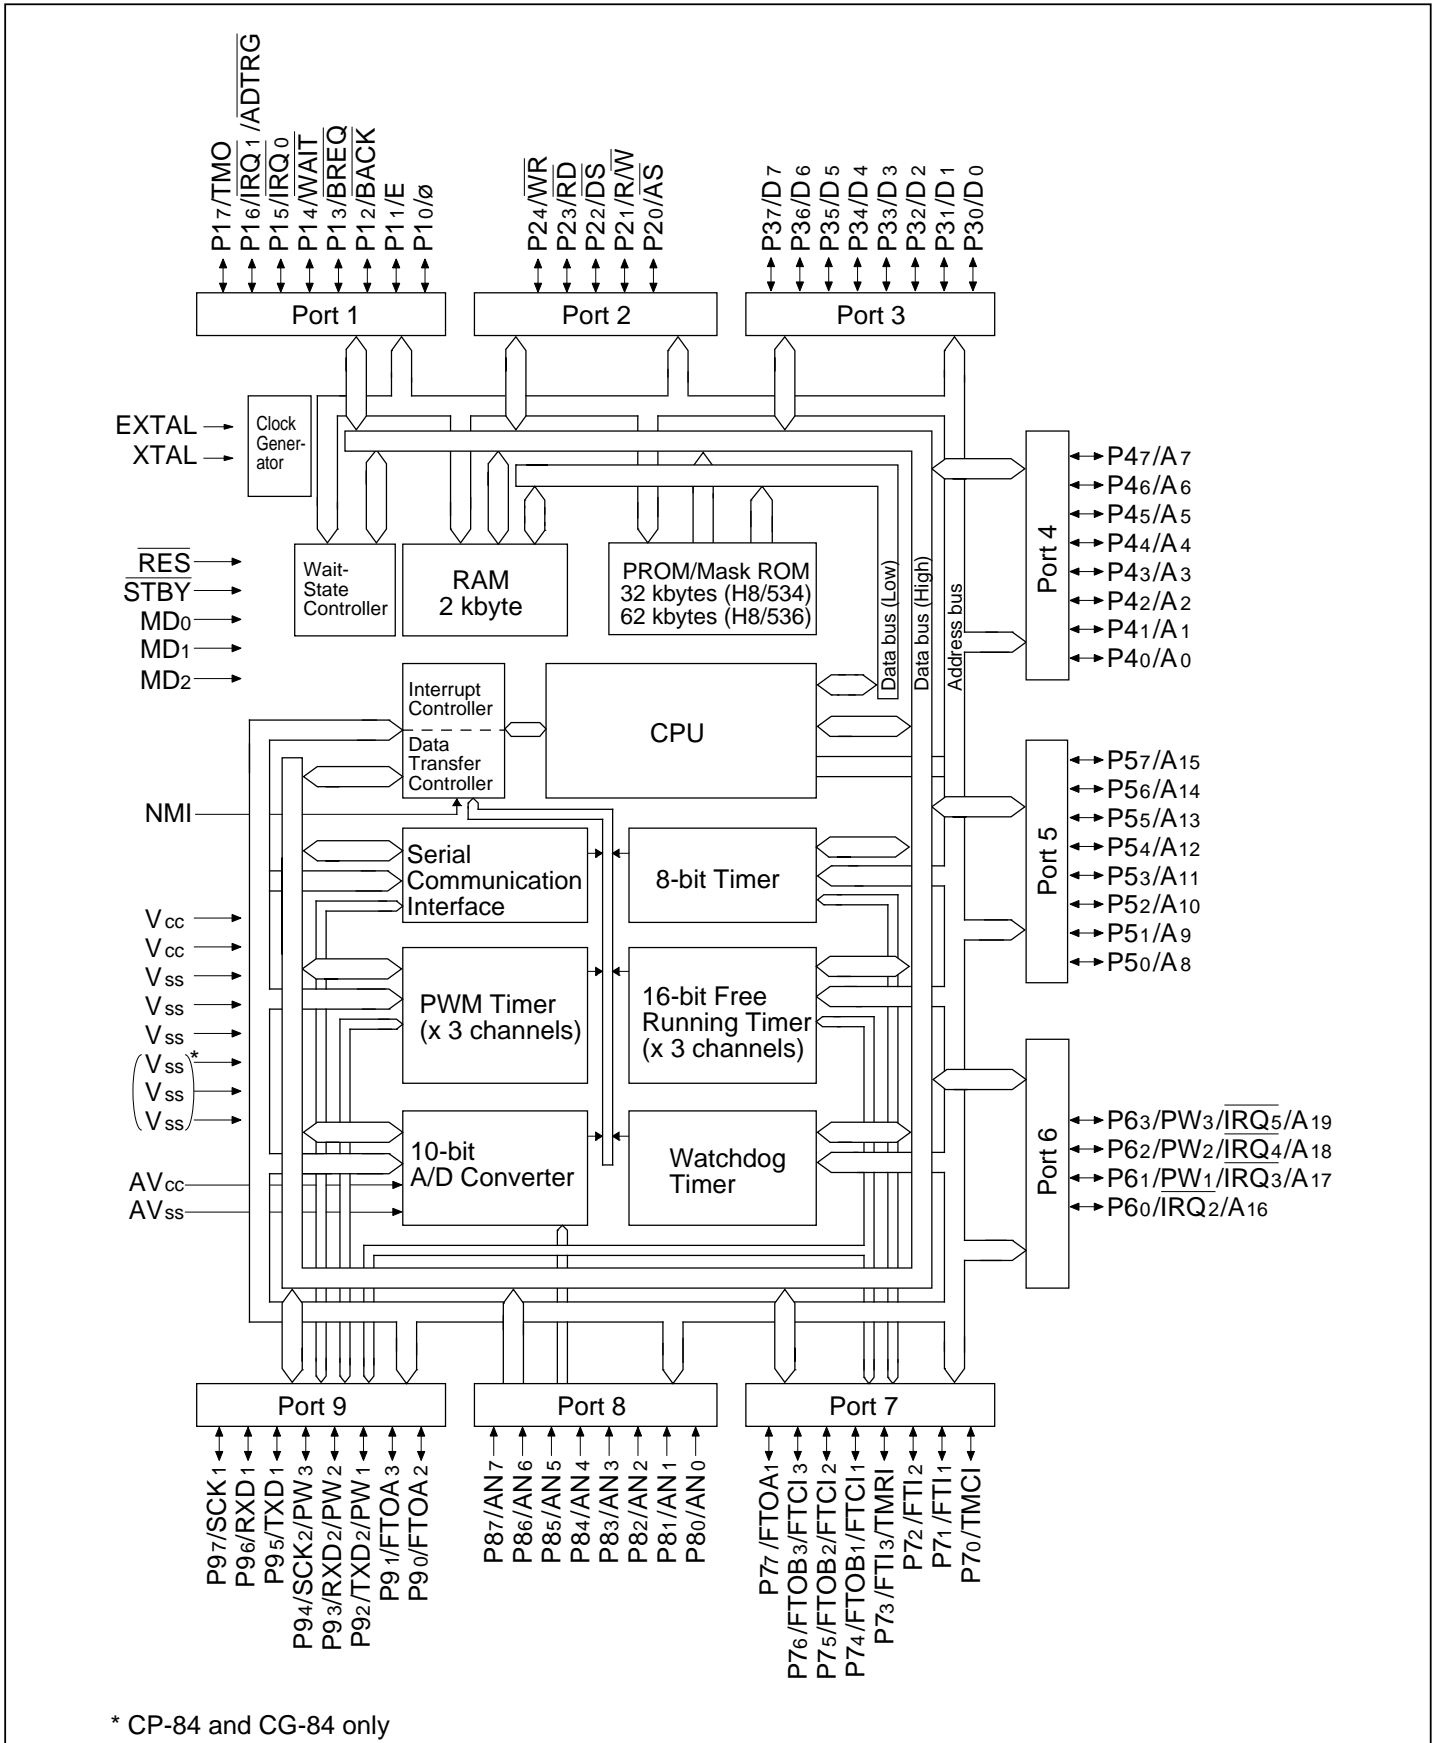 P17/TMO
P16/IRQ1/ADTRG
P15/IRQ0
P14/WAIT
P13/BREQ
P12/BACK
P11/E
P10/ø
P24/WR
P23/RD
P22/DS
P21/R/W
P20/AS
P37/D7
P36/D6
P35/D5
P34/D4
P33/D3
P32/D2
P31/D1
P30/D0
Port 1
Port 2
Port 3
EXTAL
XTAL
Clock
Gener-
ator
RES
STBY
MD0
MD1
MD2
Wait-
State
Controller
RAM
2 kbyte
PROM/Mask ROM
32 kbytes (H8/534)
62 kbytes (H8/536)
Data bus (Low)
Data bus (High)
Address bus
Port 4
P47/A7
P46/A6
P45/A5
P44/A4
P43/A3
P42/A2
P41/A1
P40/A0
Interrupt
Controller
Data
Transfer
Controller
CPU
NMI
Port 5
P57/A15
P56/A14
P55/A13
P54/A12
P53/A11
P52/A10
P51/A9
P50/A8
Serial
Communication
Interface
8-bit Timer
Vcc
Vcc
Vss
Vss
Vss
(Vss*
Vss
Vss)
PWM Timer
(x 3 channels)
16-bit Free
Running Timer
(x 3 channels)
AVcc
AVss
10-bit
A/D Converter
Watchdog
Timer
Port 6
P63/PW3/IRQ5/A19
P62/PW2/IRQ4/A18
P61/PW1/IRQ3/A17
P60/IRQ2/A16
Port 9
Port 8
Port 7
P97/SCK1
P96/RXD1
P95/TXD1
P94/SCK2/PW3
P93/RXD2/PW2
P92/TXD2/PW1
P91/FTOA3
P90/FTOA2
P87/AN7
P86/AN6
P85/AN5
P84/AN4
P83/AN3
P82/AN2
P81/AN1
P80/AN0
P77/FTOA1
P76/FTOB3/FTCI3
P75/FTOB2/FTCI2
P74/FTOB1/FTCI1
P73/FTI3/TMRI
P72/FTI2
P71/FTI1
P70/TMCI
* CP-84 and CG-84 only